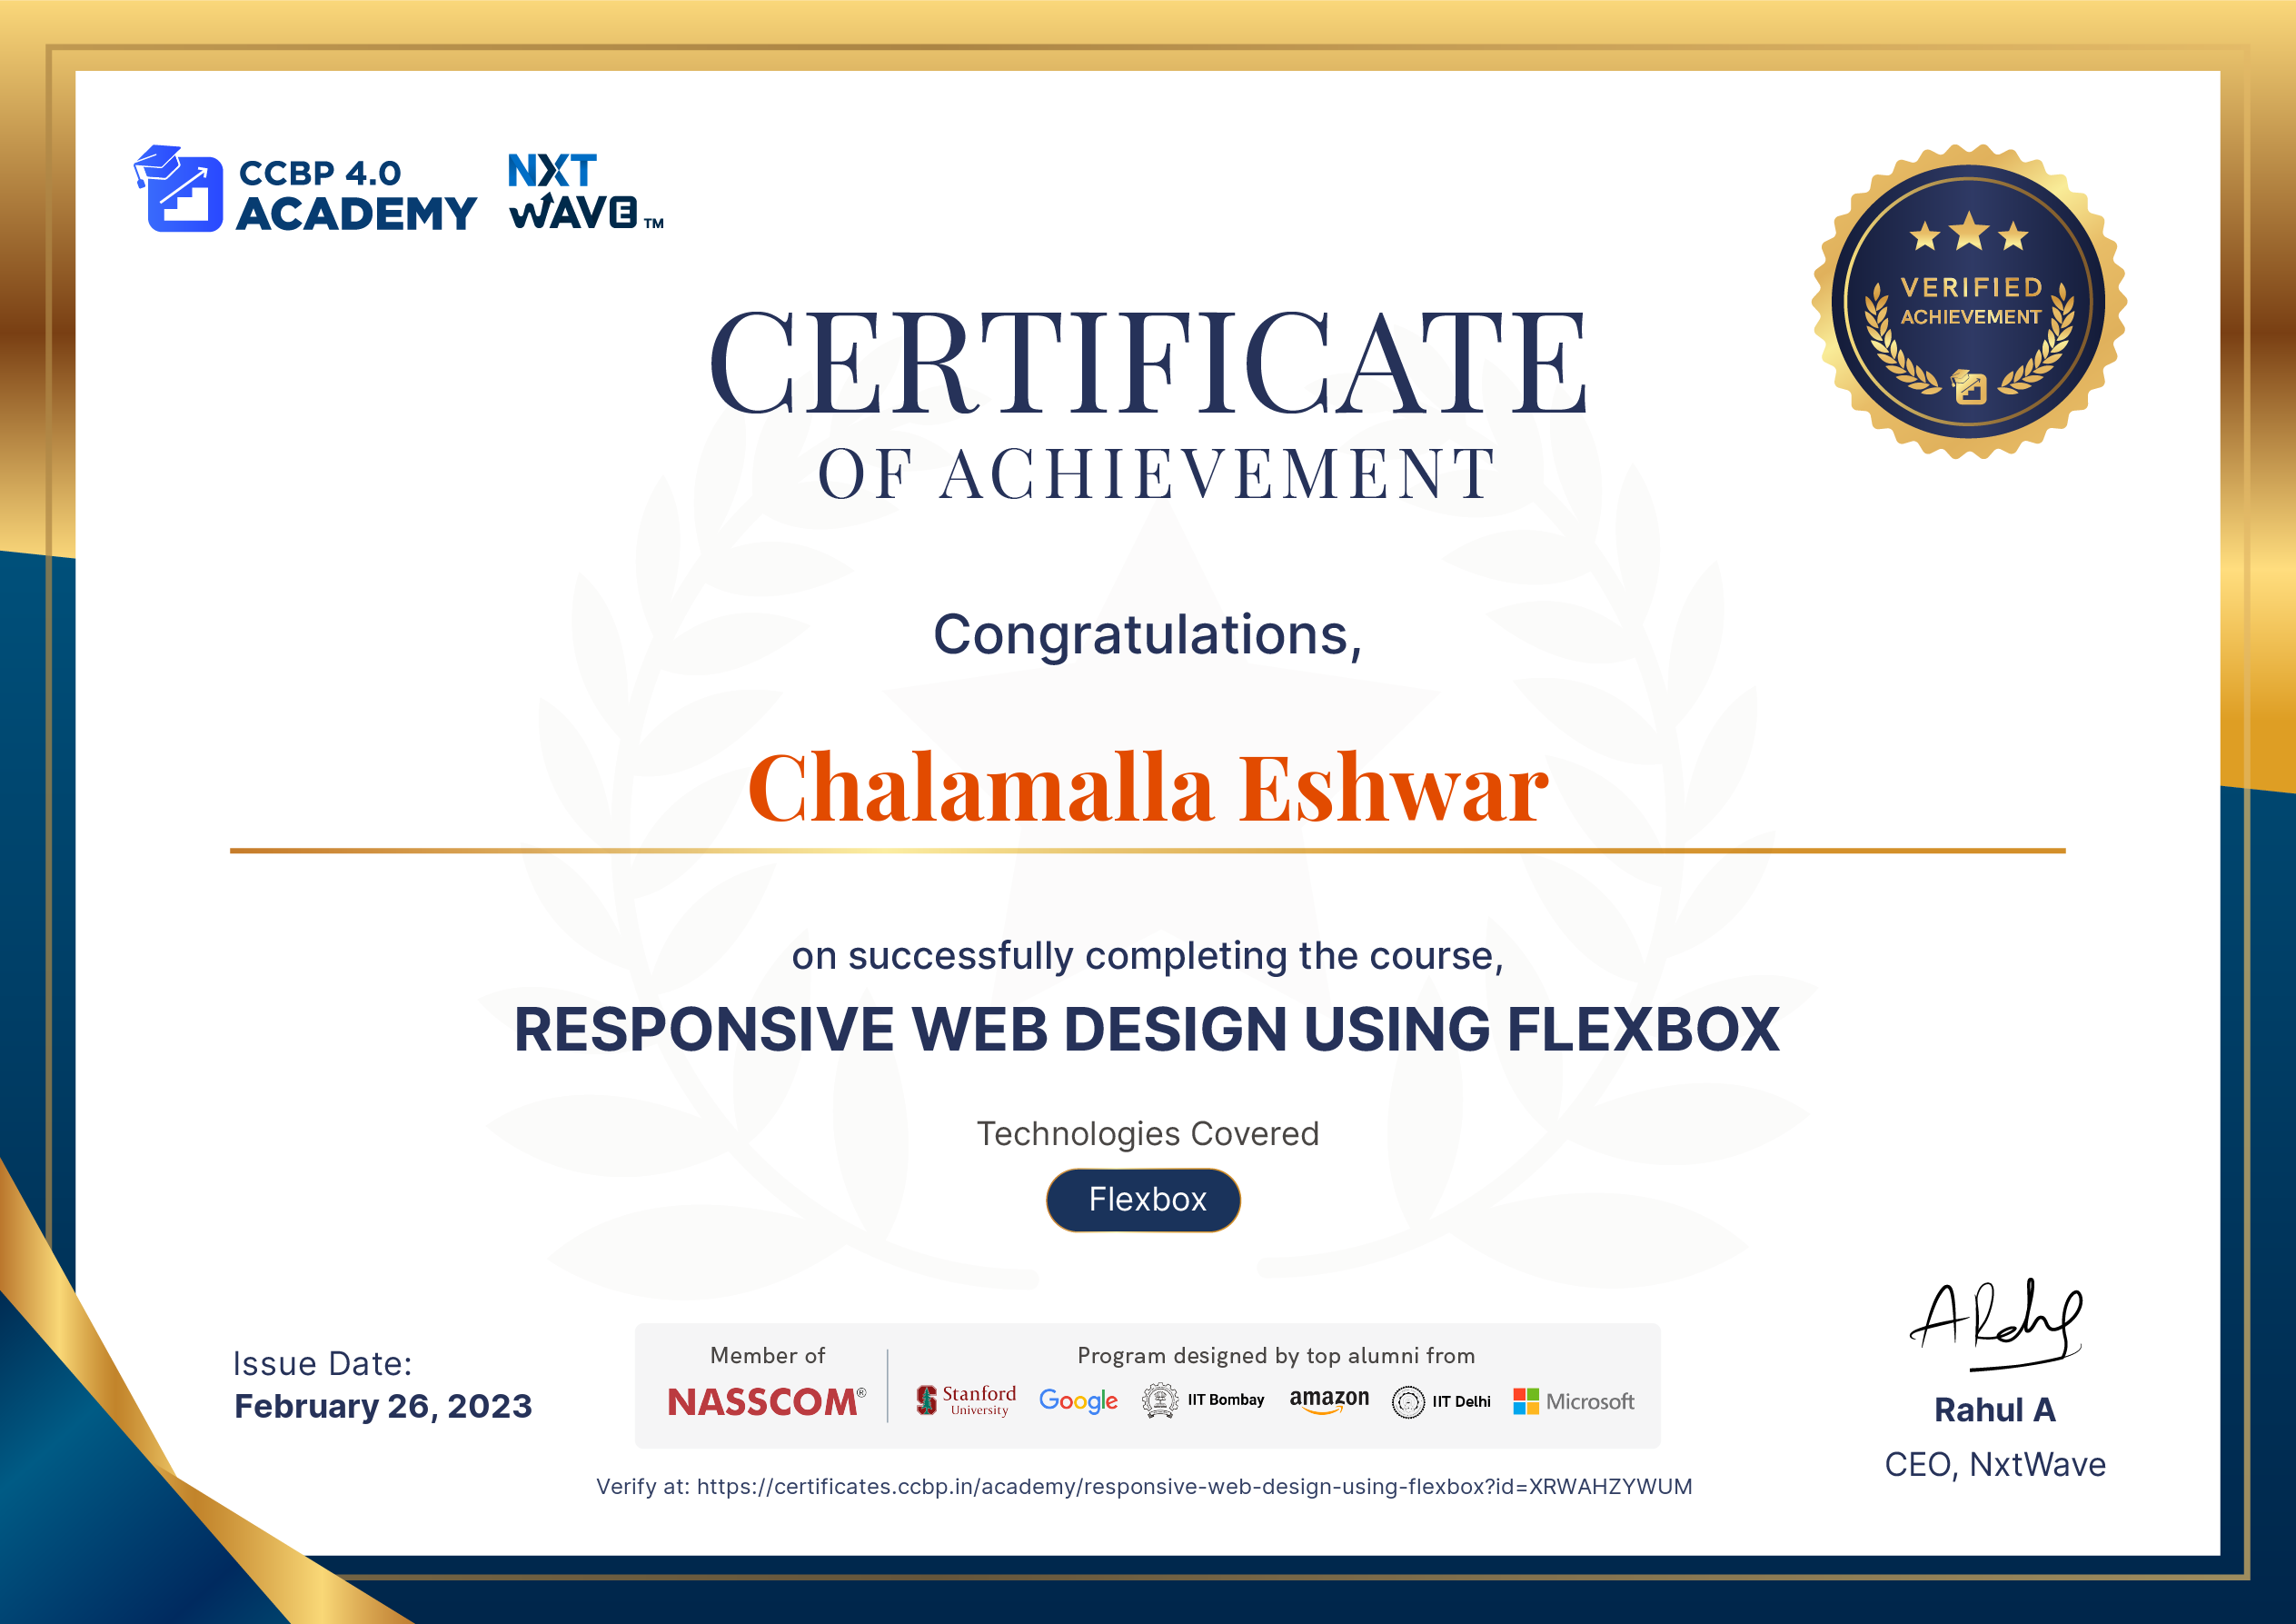 CCBP 4.0
ACADEMY
NXT
WAVE™
VERIFIED
ACHIEVEMENT
CERTIFICATE
OF ACHIEVEMENT
Congratulations,
Chalamalla Eshwar
on successfully completing the course,
RESPONSIVE WEB DESIGN USING FLEXBOX
Technologies Covered
Flexbox
Issue Date:
February 26, 2023
Member of
NASSCOM®
Program designed by top alumni from
Stanford
University
Google
IIT Bombay
amazon
IIT Delhi
Microsoft
Verify at: https://certificates.ccbp.in/academy/responsive-web-design-using-flexbox?id=XRWAHZYWUM
ARahul
Rahul A
CEO, NxtWave